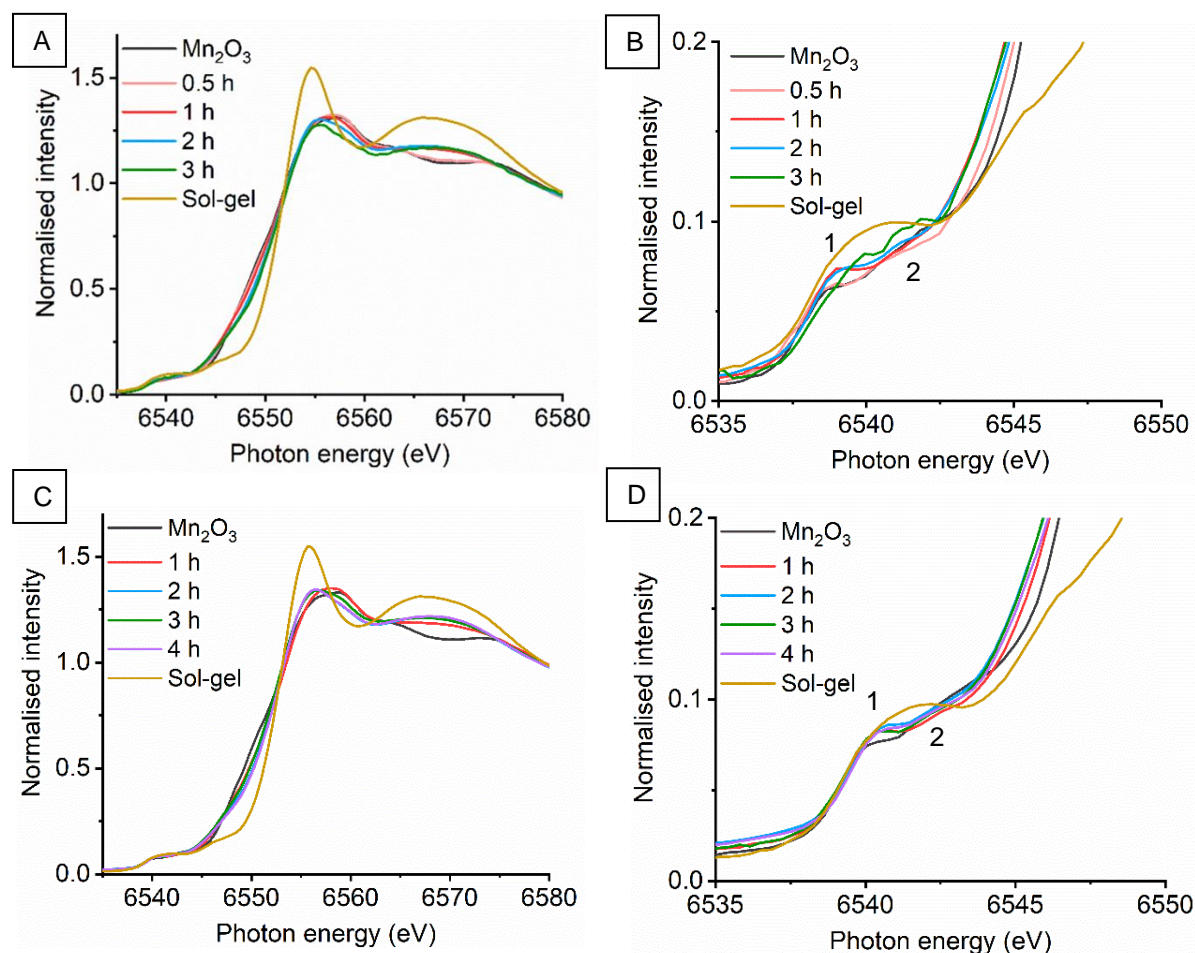 A
Mn₂O₃
0.5 h
1 h
2 h
3 h
Sol-gel
Normalised intensity
1.5
1.0
0.5
0.0
6540
6550
6560
6570
6580
Photon energy (eV)
B
Mn₂O₃
0.5 h
1 h
2 h
3 h
Sol-gel
1
2
Normalised intensity
0.2
0.1
0.0
6535
6540
6545
6550
Photon energy (eV)
C
Mn₂O₃
1 h
2 h
3 h
4 h
Sol-gel
Normalised intensity
1.5
1.0
0.5
0.0
6540
6550
6560
6570
6580
Photon energy (eV)
D
Mn₂O₃
1 h
2 h
3 h
4 h
Sol-gel
1
2
Normalised intensity
0.2
0.1
0.0
6535
6540
6545
6550
Photon energy (eV)